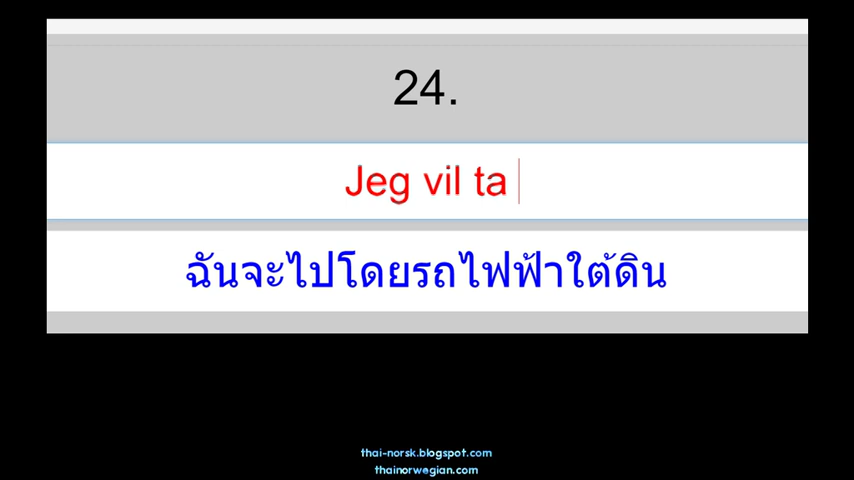 24.
Jeg vil ta
ฉันจะไปโดยรถไฟฟ้าใต้ดิน
thai-norsk.blogspot.com
thainorwegian.com